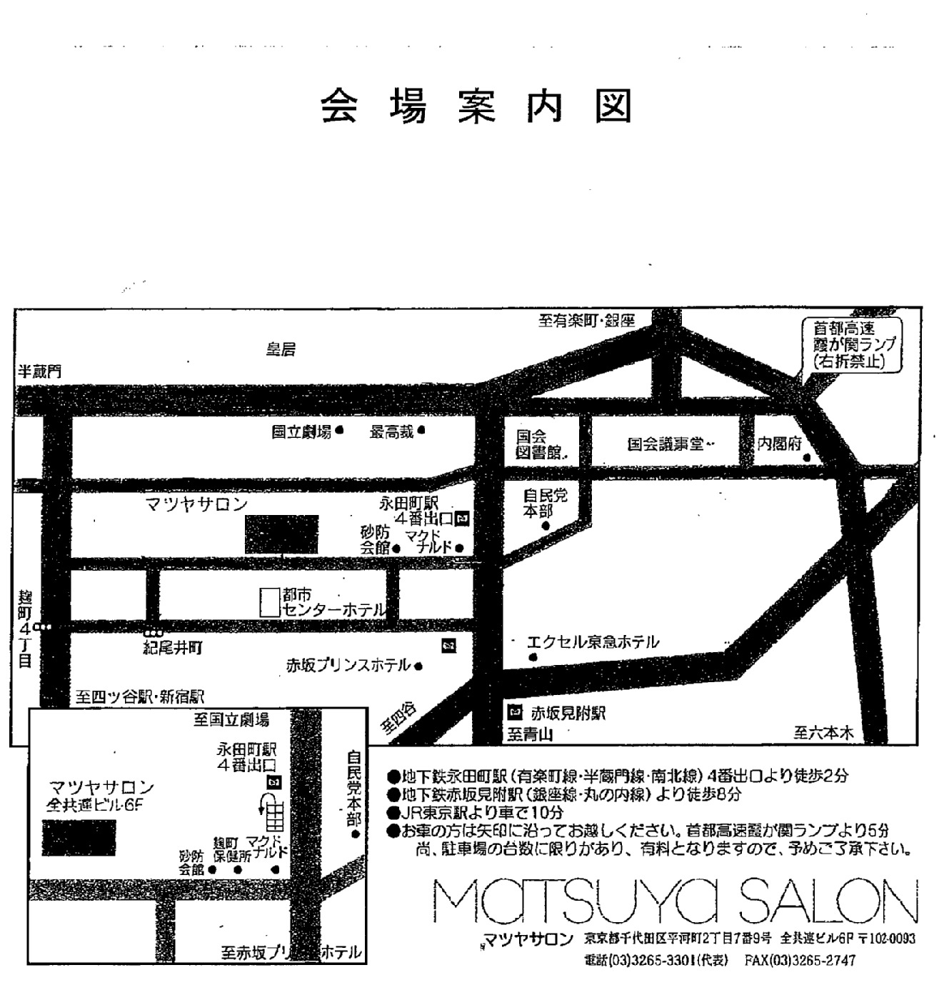 会場案内図
至有楽町・銀座
首都高速
霞が関ランプ
(右折禁止)
皇居
半蔵門
国立劇場
最高裁
国会
図書館
国会議事堂
内閣府
マツヤサロン
永田町駅
4番出口
自民党
本部
砂防
会館
マクド
ナルド
麹町4丁目
都市
センターホテル
紀尾井町
赤坂プリンスホテル
エクセル東急ホテル
至四ツ谷駅・新宿駅
至四谷
赤坂見附駅
至青山
至六本木
至国立劇場
永田町駅
4番出口
自民党本部
マツヤサロン
全共連ビル6F
麹町
保健所
マクド
ナルド
砂防
会館
至赤坂プリ
ホテル
●地下鉄永田町駅(有楽町線・半蔵門線・南北線)4番出口より徒歩2分
●地下鉄赤坂見附駅(銀座線・丸の内線)より徒歩8分
●JR東京駅より車で10分
●お車の方は矢印に沿ってお越しください。首都高速霞が関ランプより5分
尚、駐車場の台数に限りがあり、有料となりますので、予めご了承下さい。
MATSUYA SALON
マツヤサロン 東京都千代田区平河町2丁目7番9号 全共連ビル6F 〒102-0093
電話(03)3265-3301(代表) FAX(03)3265-2747